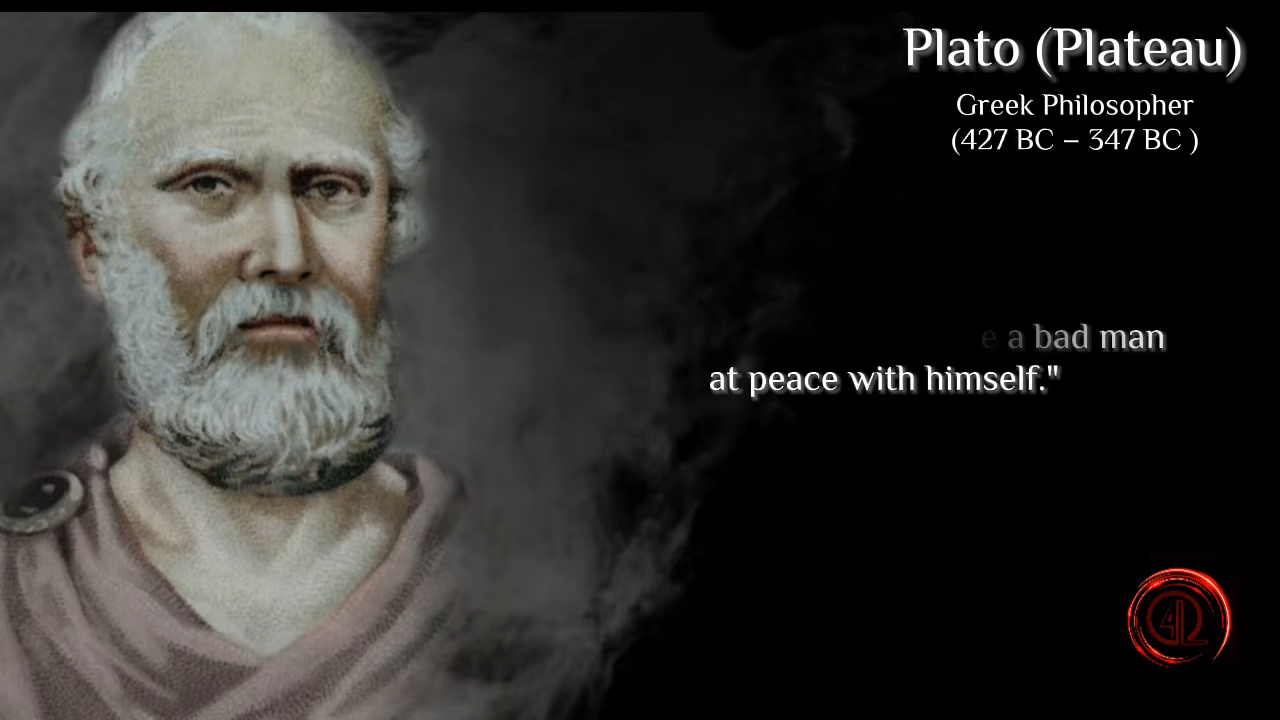 Plato (Plateau)
Greek Philosopher
(427 BC – 347 BC )
e a bad man
at peace with himself."